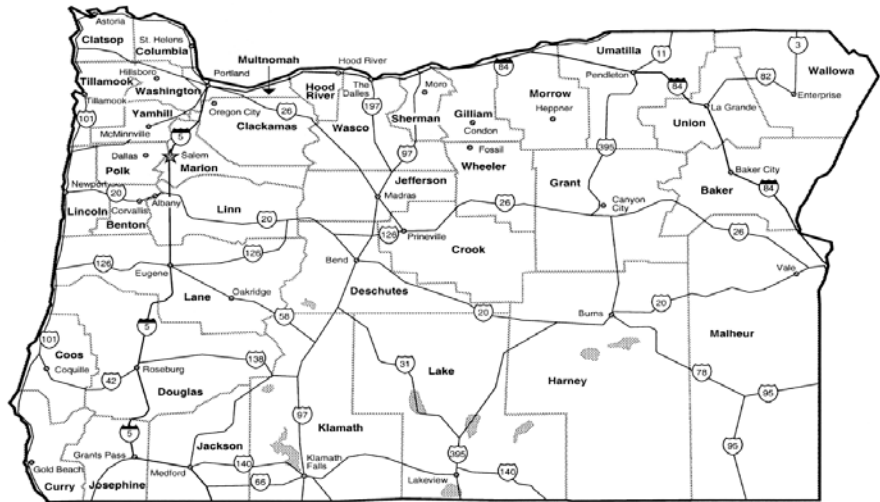 Astoria
Clatsop
St. Helens
Columbia
Multnomah
Hood River
Umatilla
11
3
Wallowa
Tillamook
Hillsboro
Washington
Portland
84
Pendleton
84
82
Enterprise
Tillamook
Yamhill
Oregon City
26
Hood
River
The
Dalles
197
Moro
Sherman
Gilliam
Condon
Morrow
Heppner
La Grande
Union
101
McMinnville
5
Clackamas
Wasco
97
Fossil
Wheeler
395
Dallas
Polk
Salem
Marion
Jefferson
Madras
Grant
Baker City
Baker
84
Newport
20
Lincoln
Corvallis
Benton
Albany
Linn
20
26
Canyon
City
126
Prineville
Crook
26
126
Eugene
126
Bend
Vale
Lane
Oakridge
58
Deschutes
20
Burns
20
Malheur
101
5
Coos
Coquille
42
Roseburg
138
Douglas
31
Lake
Harney
78
95
97
Klamath
5
Grants Pass
Jackson
Medford
140
66
Klamath
Falls
395
Lakeview
140
95
Gold Beach
Curry
Josephine